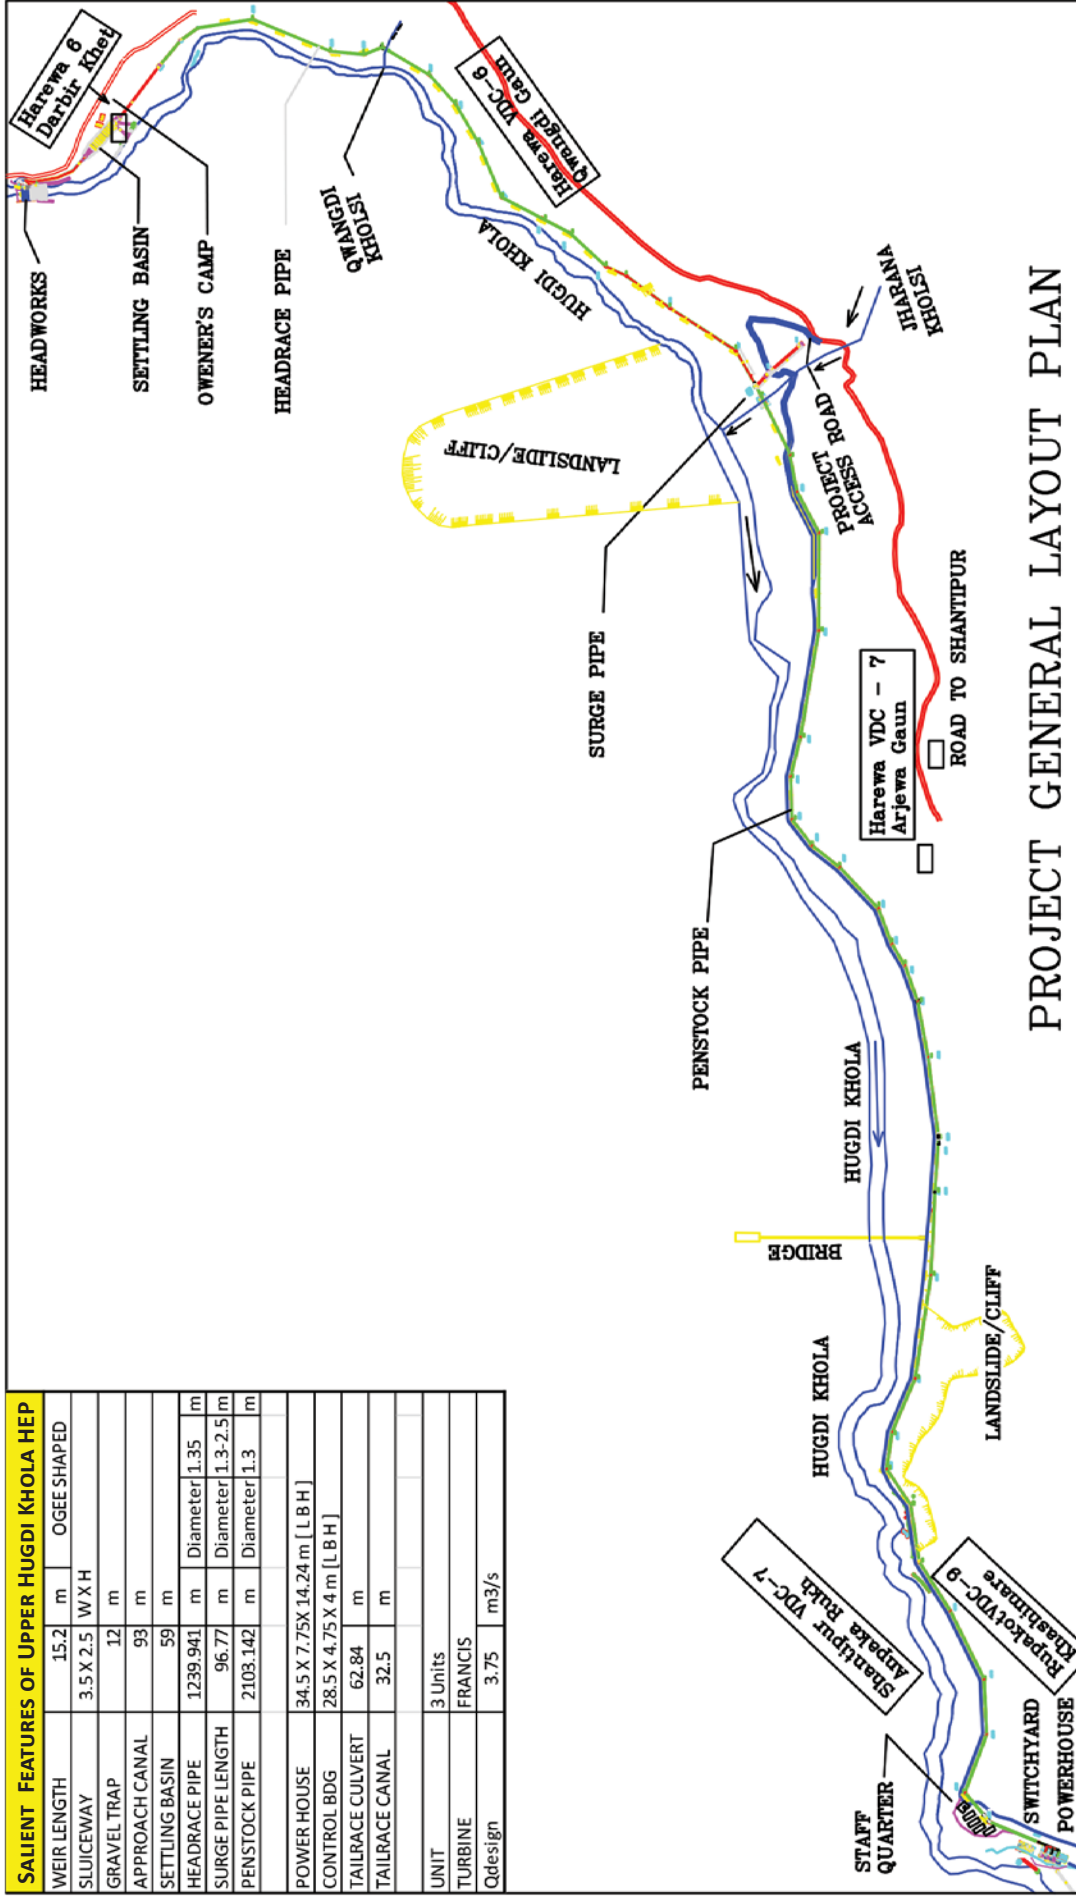 SALIENT FEATURES OF UPPER HUGDI KHOLA HEP
WEIR LENGTH 15.2 m OGEE SHAPED
SLUICEWAY 3.5 X 2.5 W X H
GRAVEL TRAP 12 m
APPROACH CANAL 93 m
SETTLING BASIN 59 m
HEADRACE PIPE 1239.941 m Diameter 1.35 m
SURGE PIPE LENGTH 96.77 m Diameter 1.3-2.5 m
PENSTOCK PIPE 2103.142 m Diameter 1.3 m
POWER HOUSE 34.5 X 7.75X 14.24 m [ L B H ]
CONTROL BDG 28.5 X 4.75 X 4 m [L B H]
TAILRACE CULVERT 62.84 m
TAILRACE CANAL 32.5 m
UNIT 3 Units
TURBINE FRANCIS
Qdesign 3.75 m3/s
HEADWORKS
SETTLING BASIN
OWENER'S CAMP
HEADRACE PIPE
Harewa 6
Darbir Khet
QWANGDI
KHOLSI
Harewa VDC-6
Qwangdi Gaun
HUGDI KHOLA
LANDSLIDE/CLIFF
JHARANA
KHOLSI
PROJECT
ACCESS ROAD
SURGE PIPE
Harewa VDC - 7
Arjewa Gaun
ROAD TO SHANTIPUR
PENSTOCK PIPE
HUGDI KHOLA
BRIDGE
HUGDI KHOLA
LANDSLIDE/CLIFF
Shantipur VDC-7
Anpaka Rukh
Rupakot VDC-9
Khashimare
STAFF
QUARTER
SWITCHYARD
POWERHOUSE
PROJECT GENERAL LAYOUT PLAN